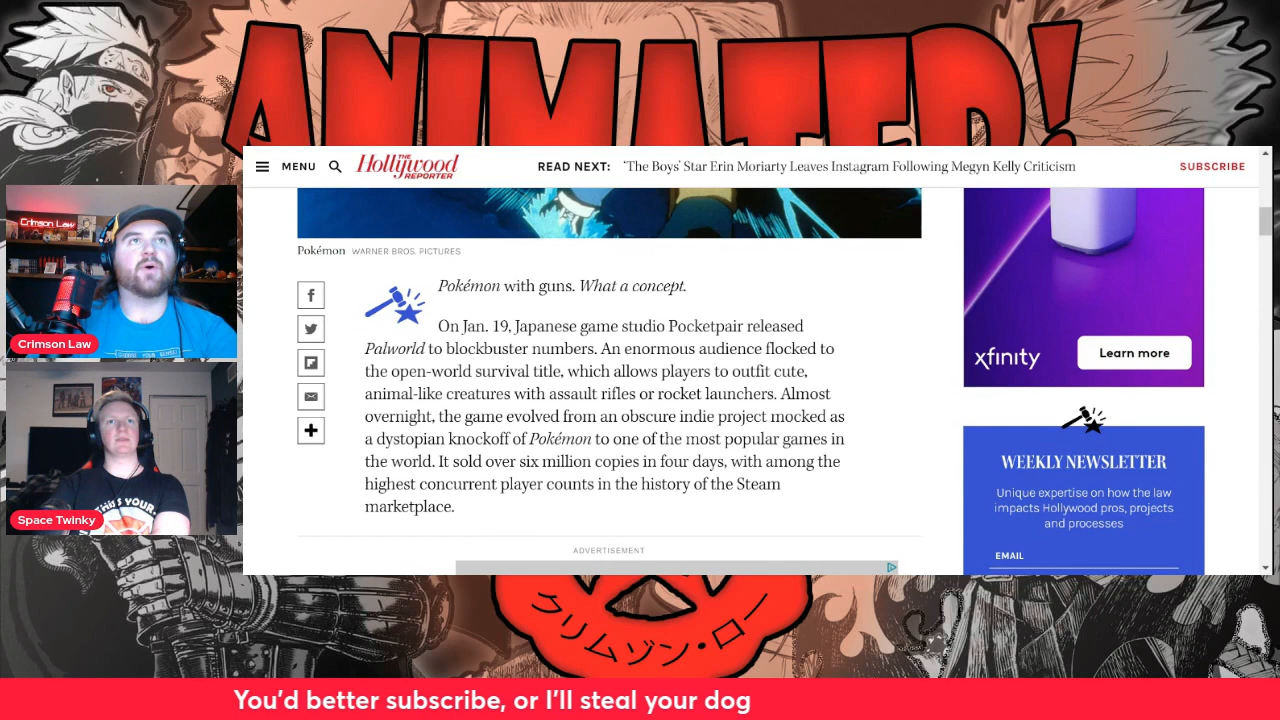 ANIMATED!
MENU
THE
Hollywood
REPORTER
READ NEXT: 'The Boys' Star Erin Moriarty Leaves Instagram Following Megyn Kelly Criticism
SUBSCRIBE
Crimson Law
Crimson Law
Space Twinky
Pokémon WARNER BROS. PICTURES
Pokémon with guns. What a concept.
On Jan. 19, Japanese game studio Pocketpair released
Palworld to blockbuster numbers. An enormous audience flocked to
the open-world survival title, which allows players to outfit cute,
animal-like creatures with assault rifles or rocket launchers. Almost
overnight, the game evolved from an obscure indie project mocked as
a dystopian knockoff of Pokémon to one of the most popular games in
the world. It sold over six million copies in four days, with among the
highest concurrent player counts in the history of the Steam
marketplace.
ADVERTISEMENT
xfinity
Learn more
WEEKLY NEWSLETTER
Unique expertise on how the law
impacts Hollywood pros, projects
and processes
EMAIL
クリムゾン・ロー
You'd better subscribe, or I'll steal your dog